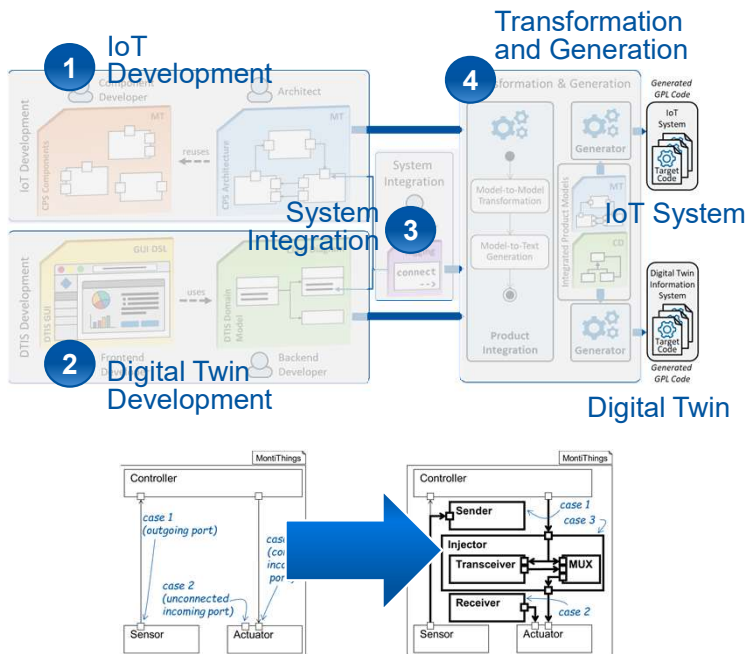 Transformation
and Generation
IoT
Development
1
4
Component
Developer
Architect
Transformation & Generation
Generated
GPL Code
IoT Development
MT
CPS Components
reuses
MT
CPS Architecture
Generator
IoT
System
Target
Code
System
Integration
Model-to-Model
Transformation
Integrated Product Models
MT
IoT System
System
Integration
3
Model-to-Text
Generation
CD
DTIS Development
GUI DSL
DTIS GUI
uses
DTIS Domain
Model
connect
-->
Digital Twin
Information
System
Target
Code
Product
Integration
Generator
Generated
GPL Code
2
Frontend
Developer
Backend
Developer
Digital Twin
Development
Digital Twin
MontiThings
Controller
case 1
(outgoing port)
case 2
(unconnected
incoming port)
Sensor
Actuator
MontiThings
Controller
Sender
case 1
case 3
Injector
Transceiver
MUX
Receiver
case 2
Sensor
Actuator